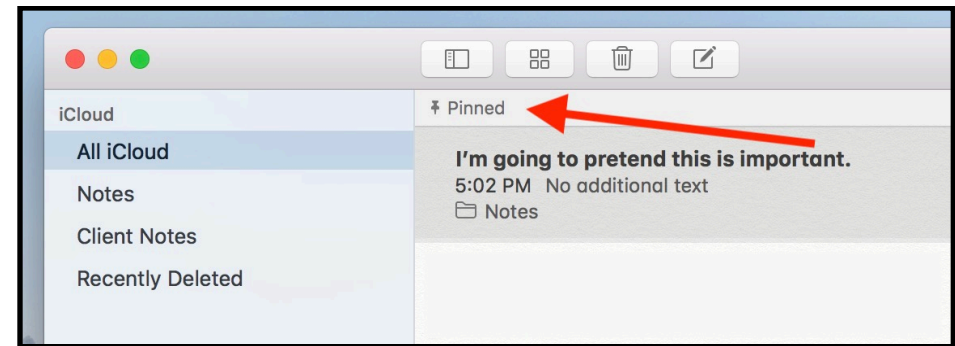 iCloud
All iCloud
Notes
Client Notes
Recently Deleted
Pinned
I’m going to pretend this is important.
5:02 PM No additional text
Notes